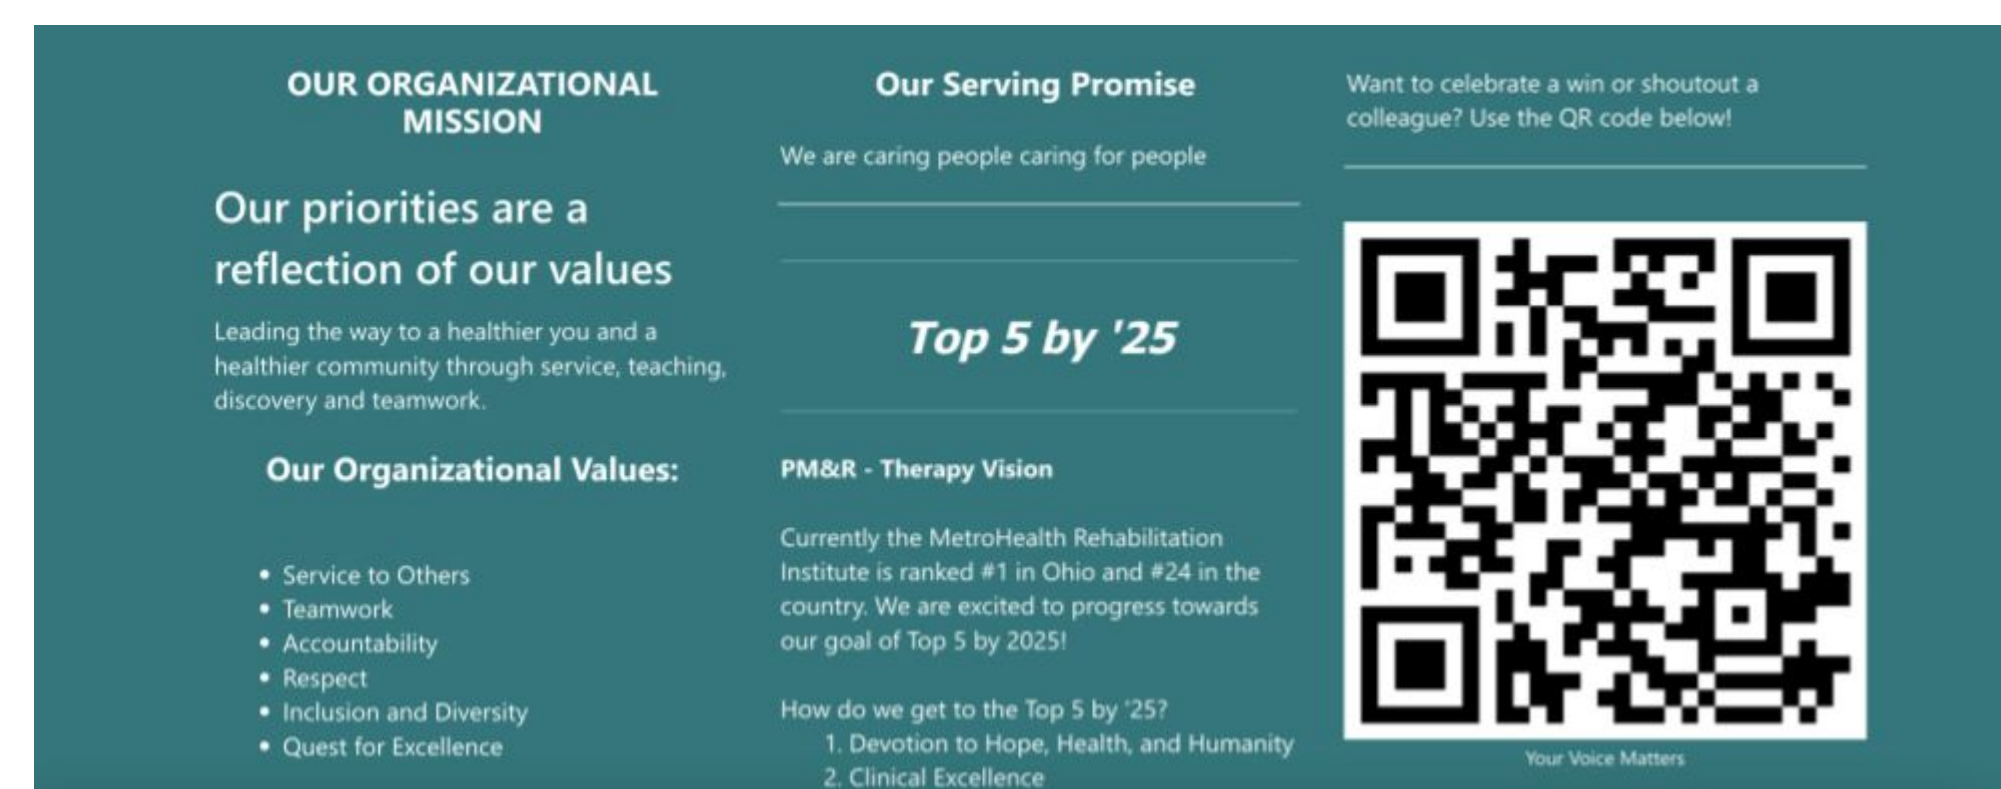 OUR ORGANIZATIONAL
MISSION
Our priorities are a
reflection of our values
Leading the way to a healthier you and a
healthier community through service, teaching,
discovery and teamwork.
Our Organizational Values:
• Service to Others
• Teamwork
• Accountability
• Respect
• Inclusion and Diversity
• Quest for Excellence
Our Serving Promise
We are caring people caring for people
Top 5 by '25
PM&R - Therapy Vision
Currently the MetroHealth Rehabilitation
Institute is ranked #1 in Ohio and #24 in the
country. We are excited to progress towards
our goal of Top 5 by 2025!
How do we get to the Top 5 by '25?
1. Devotion to Hope, Health, and Humanity
2. Clinical Excellence
Want to celebrate a win or shoutout a
colleague? Use the QR code below!
Your Voice Matters